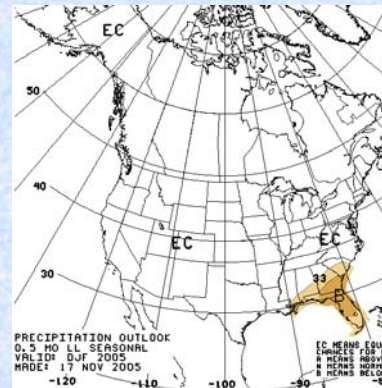 EC
50
40
EC
EC
30
33
B
PRECIPITATION OUTLOOK
0.5 MO LL SEASONAL
VALID: DJF 2005
MADE: 17 NOV 2005
EC MEANS EQU
CHANCES FOR
A MEANS ABOV
N MEANS NORM
B MEANS BELO
-120
-110
-100
-90
-80